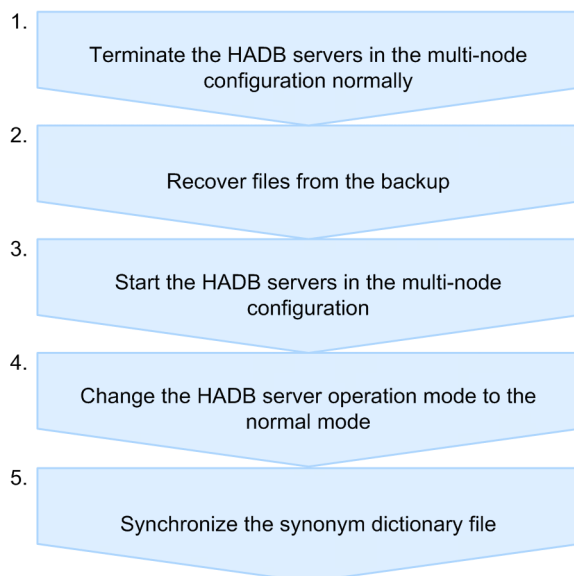 1.
Terminate the HADB servers in the multi-node
configuration normally
2.
Recover files from the backup
3.
Start the HADB servers in the multi-node
configuration
4.
Change the HADB server operation mode to the
normal mode
5.
Synchronize the synonym dictionary file